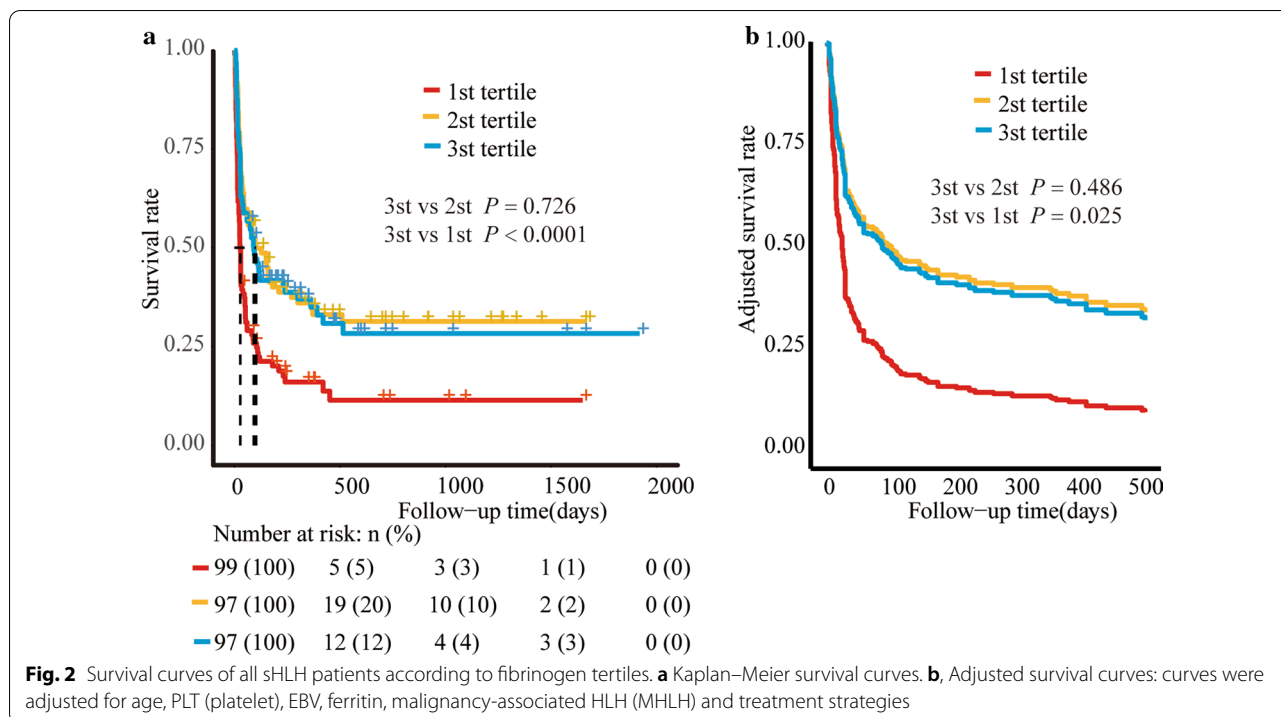 a
1.00
0.75
0.50
0.25
0.00
Survival rate
1st tertile
2st tertile
3st tertile
3st vs 2st P = 0.726
3st vs 1st P < 0.0001
0 500 1000 1500 2000
Follow−up time(days)
Number at risk: n (%)
99 (100) 5 (5) 3 (3) 1 (1) 0 (0)
97 (100) 19 (20) 10 (10) 2 (2) 0 (0)
97 (100) 12 (12) 4 (4) 3 (3) 0 (0)
b
1.00
0.75
0.50
0.25
0.00
Adjusted survival rate
1st tertile
2st tertile
3st tertile
3st vs 2st P = 0.486
3st vs 1st P = 0.025
0 100 200 300 400 500
Follow−up time(days)
Fig. 2 Survival curves of all sHLH patients according to fibrinogen tertiles. a Kaplan–Meier survival curves. b, Adjusted survival curves: curves were
adjusted for age, PLT (platelet), EBV, ferritin, malignancy-associated HLH (MHLH) and treatment strategies